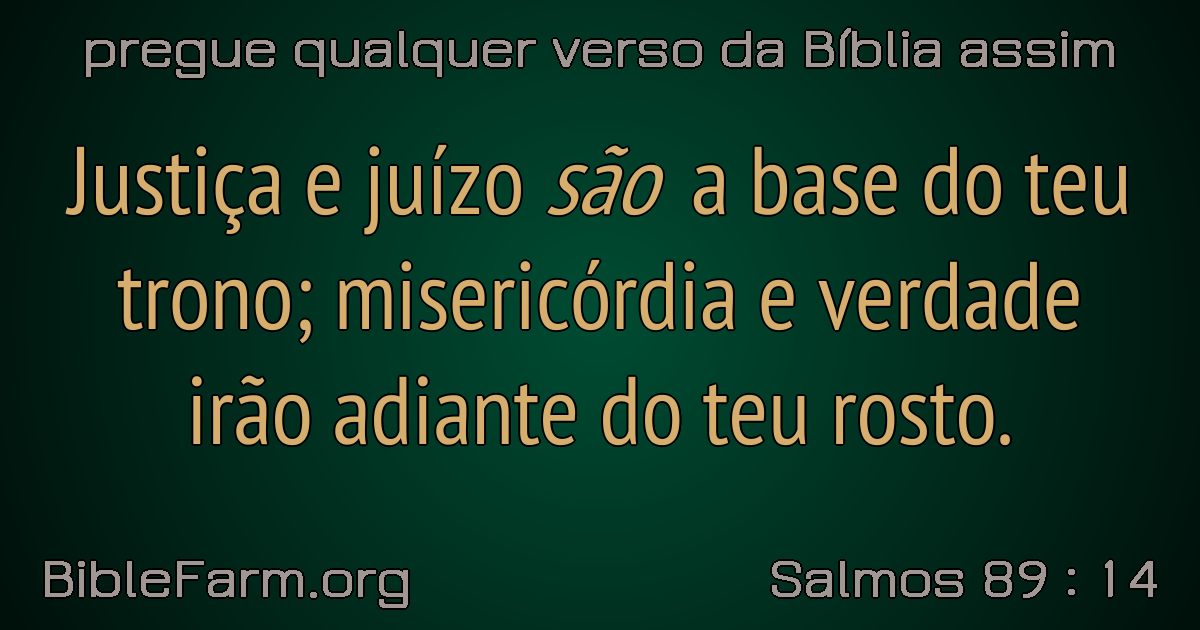 pregue qualquer verso da Bíblia assim
Justiça e juízo são a base do teu
trono; misericórdia e verdade
irão adiante do teu rosto.
BibleFarm.org
Salmos 89 : 14